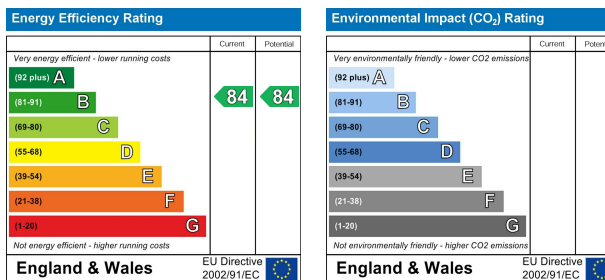 Energy Efficiency Rating
Current Potential
Very energy efficient - lower running costs
(92 plus) A
(81-91) B 84 84
(69-80) C
(55-68) D
(39-54) E
(21-38) F
(1-20) G
Not energy efficient - higher running costs
England & Wales
EU Directive
2002/91/EC
Environmental Impact (CO2) Rating
Current Poten
Very environmentally friendly - lower CO2 emissions
(92 plus) A
(81-91) B
(69-80) C
(55-68) D
(39-54) E
(21-38) F
(1-20) G
Not environmentally friendly - higher CO2 emissions
England & Wales
EU Directive
2002/91/EC